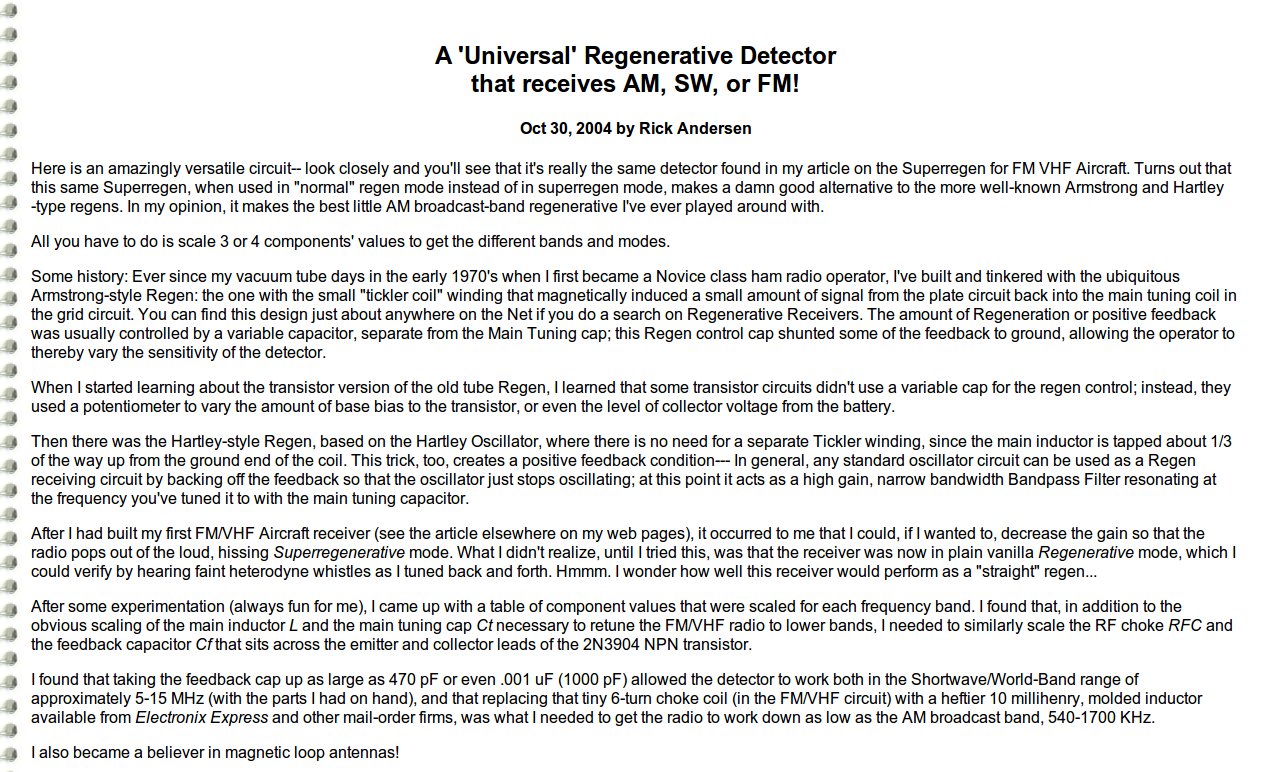 A 'Universal' Regenerative Detector
that receives AM, SW, or FM!
Oct 30, 2004 by Rick Andersen
Here is an amazingly versatile circuit-- look closely and you'll see that it's really the same detector found in my article on the Superregen for FM VHF Aircraft. Turns out that
this same Superregen, when used in "normal" regen mode instead of in superregen mode, makes a damn good alternative to the more well-known Armstrong and Hartley
-type regens. In my opinion, it makes the best little AM broadcast-band regenerative I've ever played around with.
All you have to do is scale 3 or 4 components' values to get the different bands and modes.
Some history: Ever since my vacuum tube days in the early 1970's when I first became a Novice class ham radio operator, I've built and tinkered with the ubiquitous
Armstrong-style Regen: the one with the small "tickler coil" winding that magnetically induced a small amount of signal from the plate circuit back into the main tuning coil in
the grid circuit. You can find this design just about anywhere on the Net if you do a search on Regenerative Receivers. The amount of Regeneration or positive feedback
was usually controlled by a variable capacitor, separate from the Main Tuning cap; this Regen control cap shunted some of the feedback to ground, allowing the operator to
thereby vary the sensitivity of the detector.
When I started learning about the transistor version of the old tube Regen, I learned that some transistor circuits didn't use a variable cap for the regen control; instead, they
used a potentiometer to vary the amount of base bias to the transistor, or even the level of collector voltage from the battery.
Then there was the Hartley-style Regen, based on the Hartley Oscillator, where there is no need for a separate Tickler winding, since the main inductor is tapped about 1/3
of the way up from the ground end of the coil. This trick, too, creates a positive feedback condition--- In general, any standard oscillator circuit can be used as a Regen
receiving circuit by backing off the feedback so that the oscillator just stops oscillating; at this point it acts as a high gain, narrow bandwidth Bandpass Filter resonating at
the frequency you've tuned it to with the main tuning capacitor.
After I had built my first FM/VHF Aircraft receiver (see the article elsewhere on my web pages), it occurred to me that I could, if I wanted to, decrease the gain so that the
radio pops out of the loud, hissing Superregenerative mode. What I didn't realize, until I tried this, was that the receiver was now in plain vanilla Regenerative mode, which I
could verify by hearing faint heterodyne whistles as I tuned back and forth. Hmmm. I wonder how well this receiver would perform as a "straight" regen...
After some experimentation (always fun for me), I came up with a table of component values that were scaled for each frequency band. I found that, in addition to the
obvious scaling of the main inductor L and the main tuning cap Ct necessary to retune the FM/VHF radio to lower bands, I needed to similarly scale the RF choke RFC and
the feedback capacitor Cf that sits across the emitter and collector leads of the 2N3904 NPN transistor.
I found that taking the feedback cap up as large as 470 pF or even .001 uF (1000 pF) allowed the detector to work both in the Shortwave/World-Band range of
approximately 5-15 MHz (with the parts I had on hand), and that replacing that tiny 6-turn choke coil (in the FM/VHF circuit) with a heftier 10 millihenry, molded inductor
available from Electronix Express and other mail-order firms, was what I needed to get the radio to work down as low as the AM broadcast band, 540-1700 KHz.
I also became a believer in magnetic loop antennas!